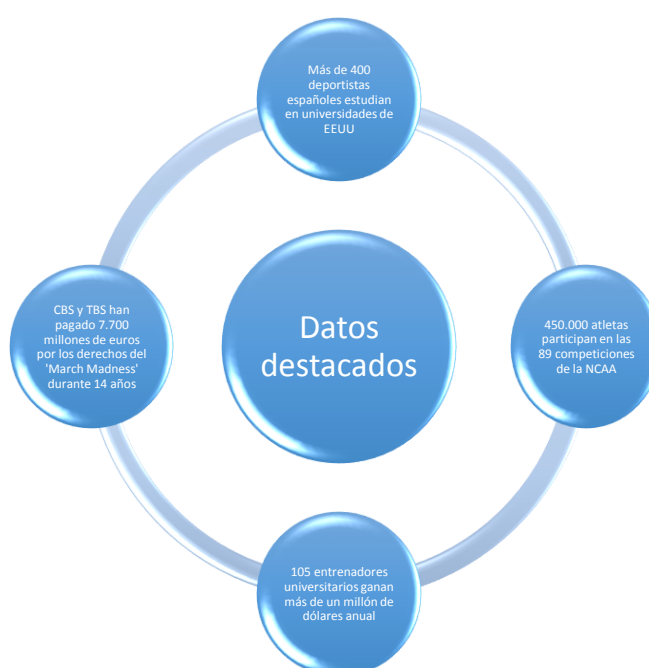 Más de 400
deportistas
españoles estudian
en universidades de
EEUU
CBS y TBS han
pagado 7.700
millones de euros
por los derechos del
'March Madness'
durante 14 años
Datos
destacados
450.000 atletas
participan en las
89 competiciones
de la NCAA
105 entrenadores
universitarios ganan
más de un millón de
dólares anual